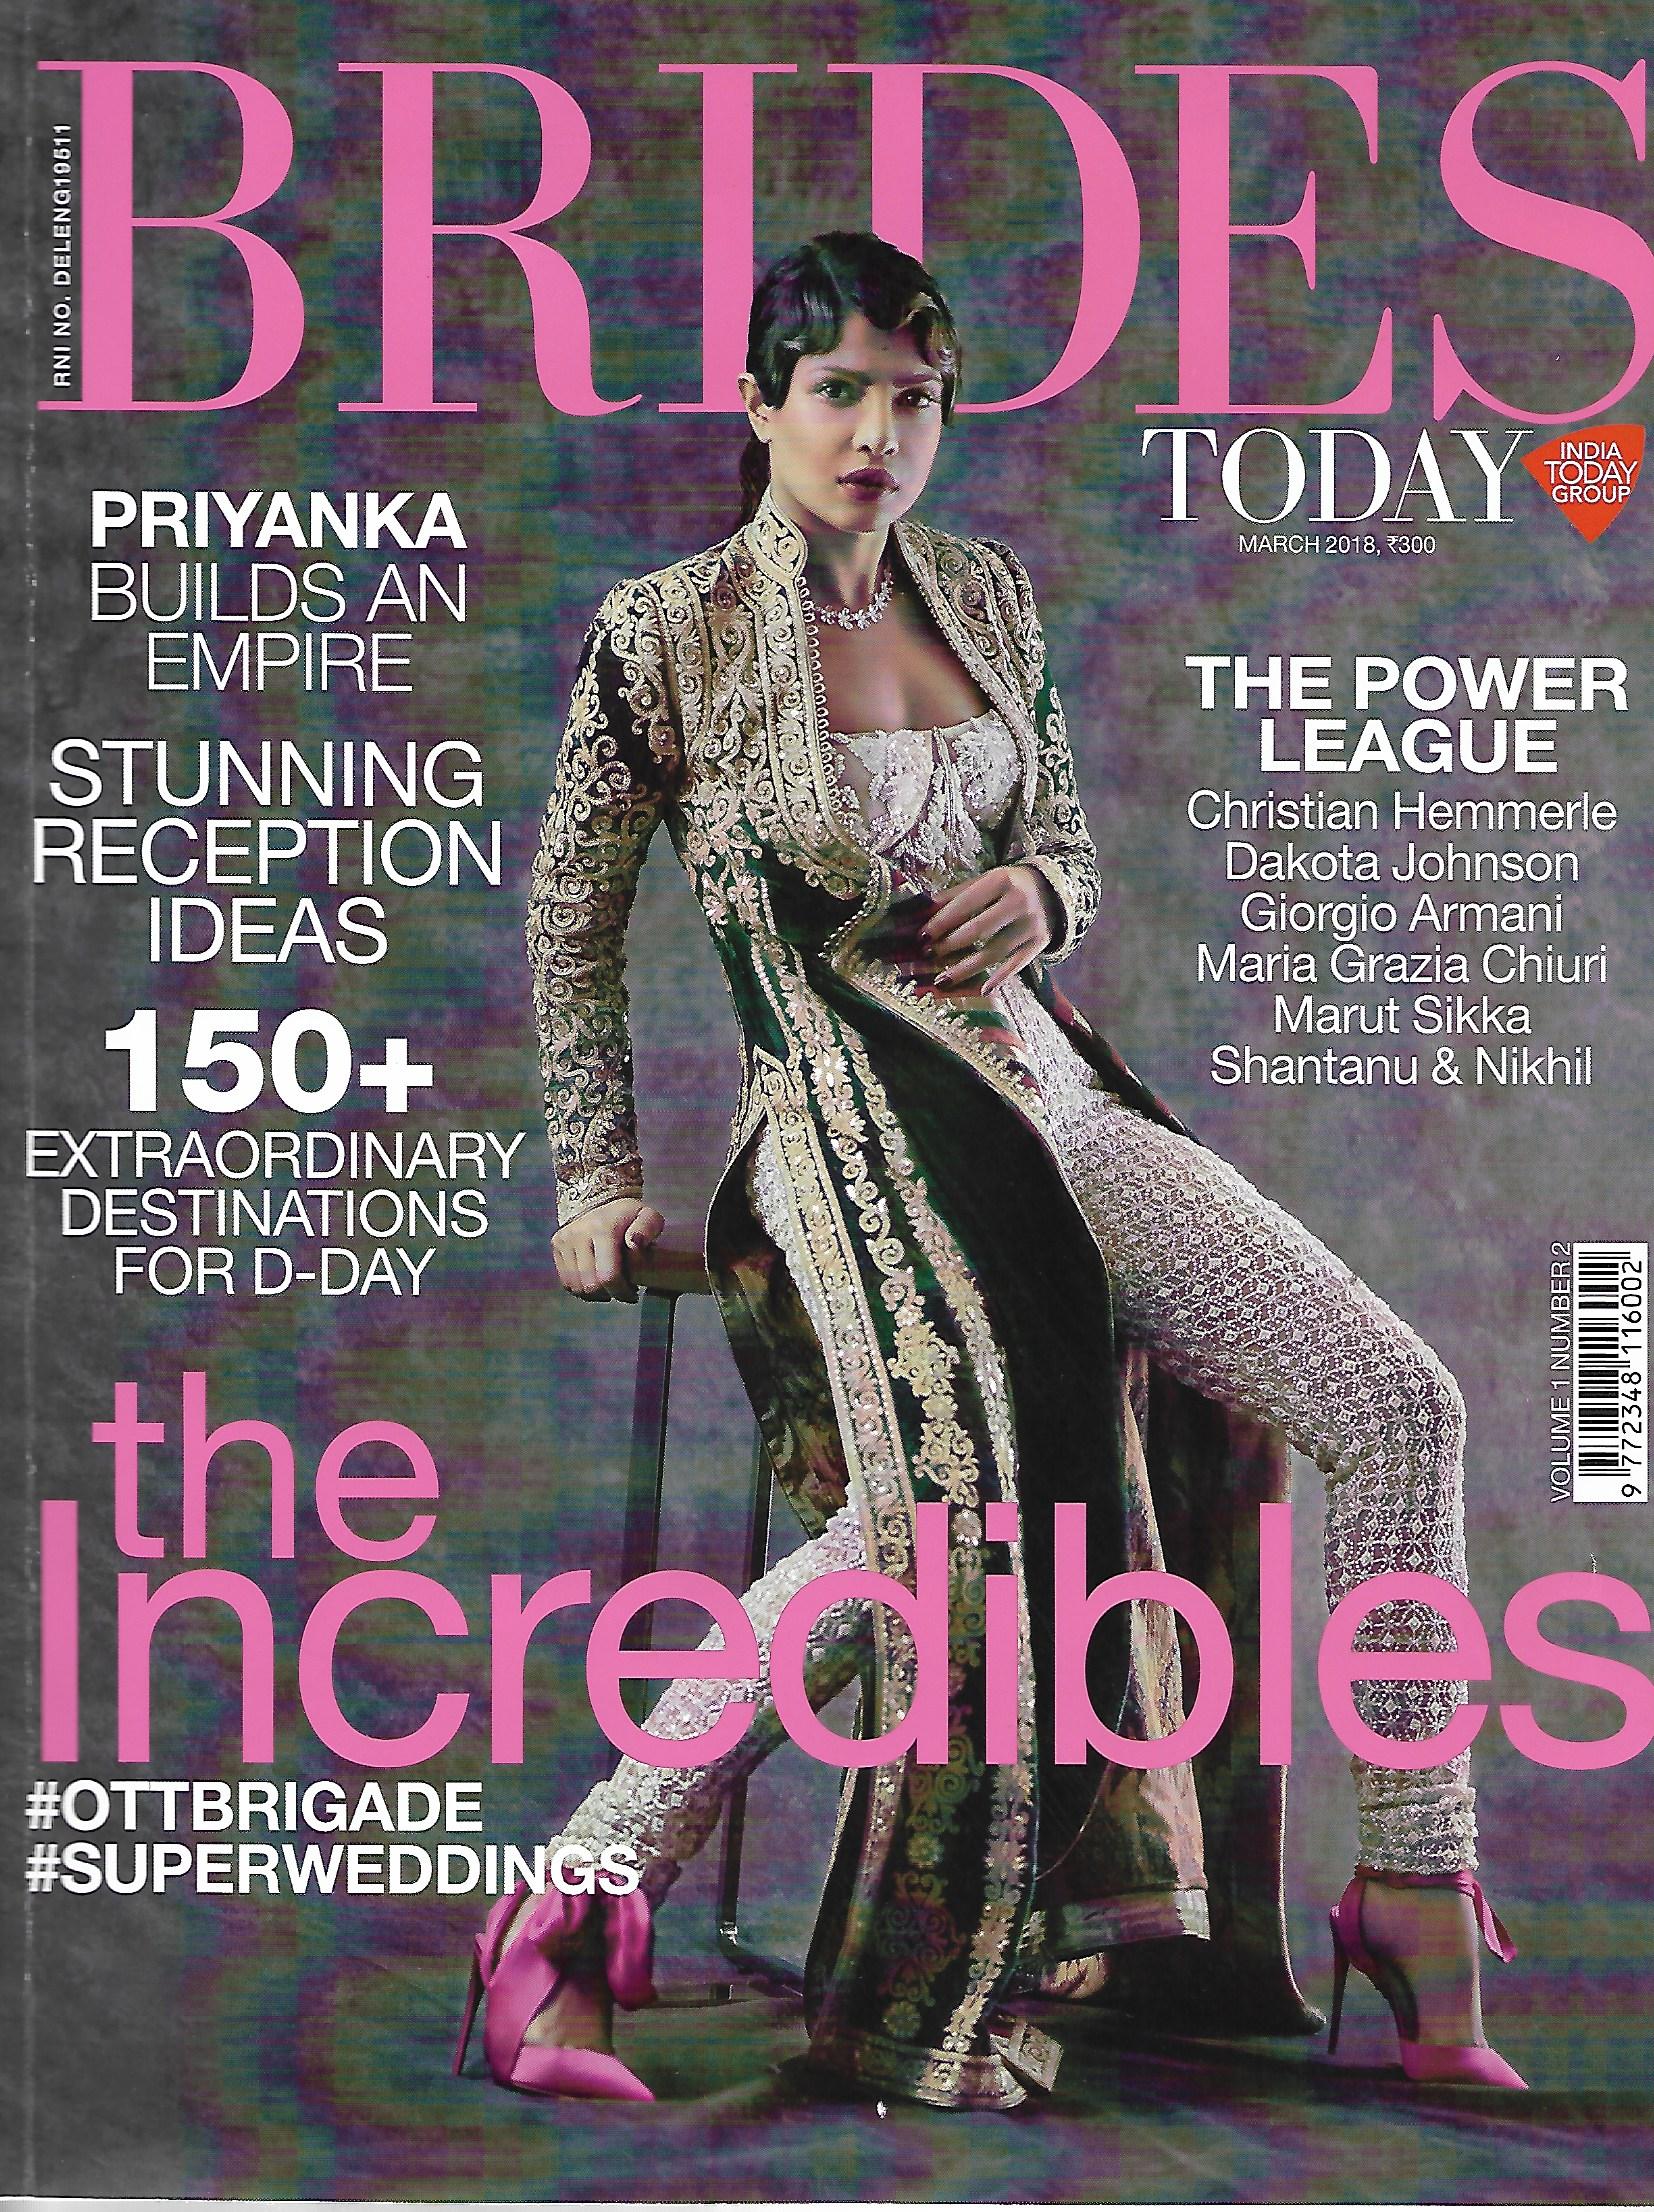 BRIDES
TODAY
INDIA
TODAY
GROUP
MARCH 2018, ₹300
RNI NO. DELENG19511
PRIYANKA
BUILDS AN
EMPIRE
STUNNING
RECEPTION
IDEAS
150+
EXTRAORDINARY
DESTINATIONS
FOR D-DAY
THE POWER
LEAGUE
Christian Hemmerle
Dakota Johnson
Giorgio Armani
Maria Grazia Chiuri
Marut Sikka
Shantanu & Nikhil
VOLUME 1 NUMBER 2
9 772348 116002
the
Incredibles
#OTTBRIGADE
#SUPERWEDDINGS